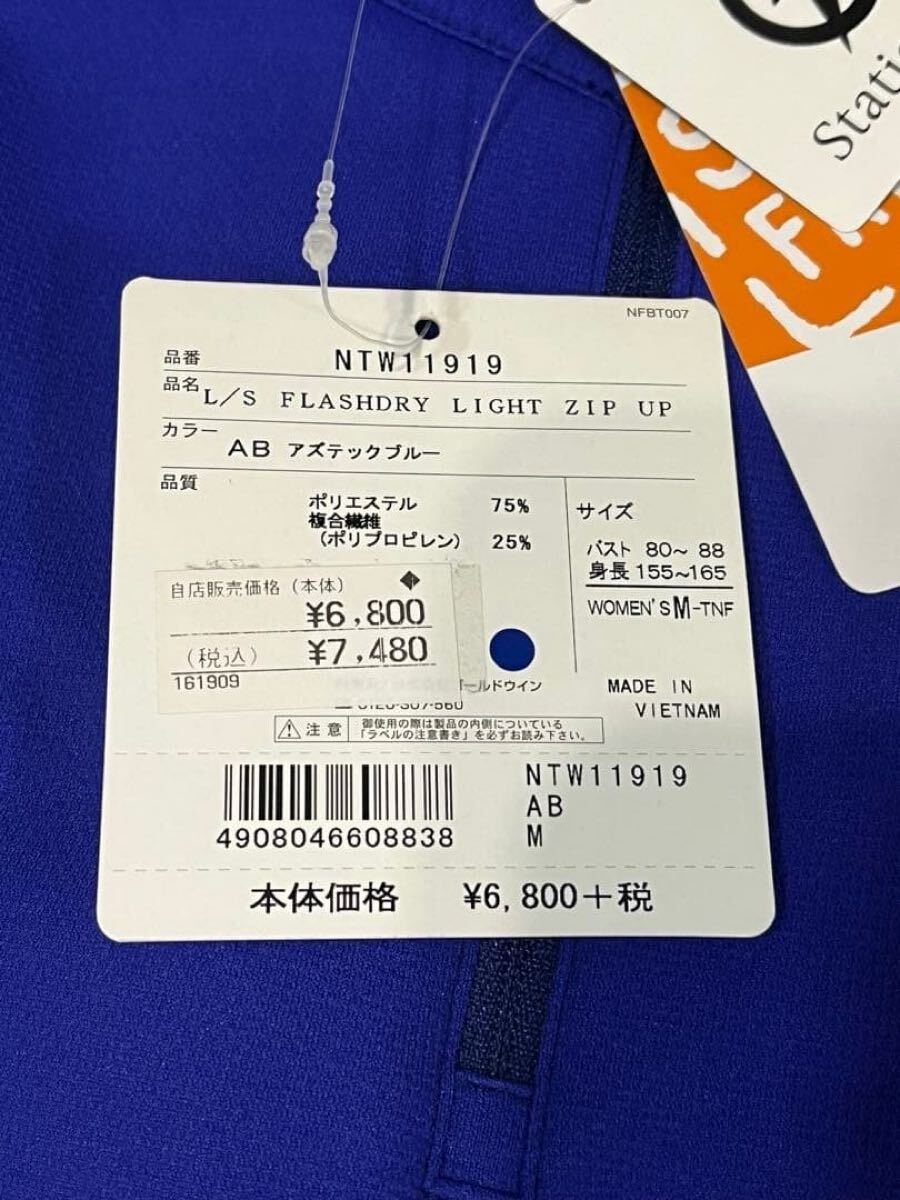 Static
NFBT007
品番 NTW11919
品名 L/S FLASHDRY LIGHT ZIP UP
カラー AB アズテックブルー
品質
ポリエステル 75%
複合繊維
(ポリプロピレン) 25%
サイズ
バスト 80~ 88
身長 155~165
WOMEN'S M-TNF
自店販売価格(本体)
¥6,800
(税込) ¥7,480
161909
ールドウイン
0120-307-560
MADE IN
VIETNAM
注意
御使用の際は製品の内側についている
「ラベルの注意書き」を必ずお読み下さい。
4908046608838
NTW11919
AB
M
本体価格 ¥6,800+税